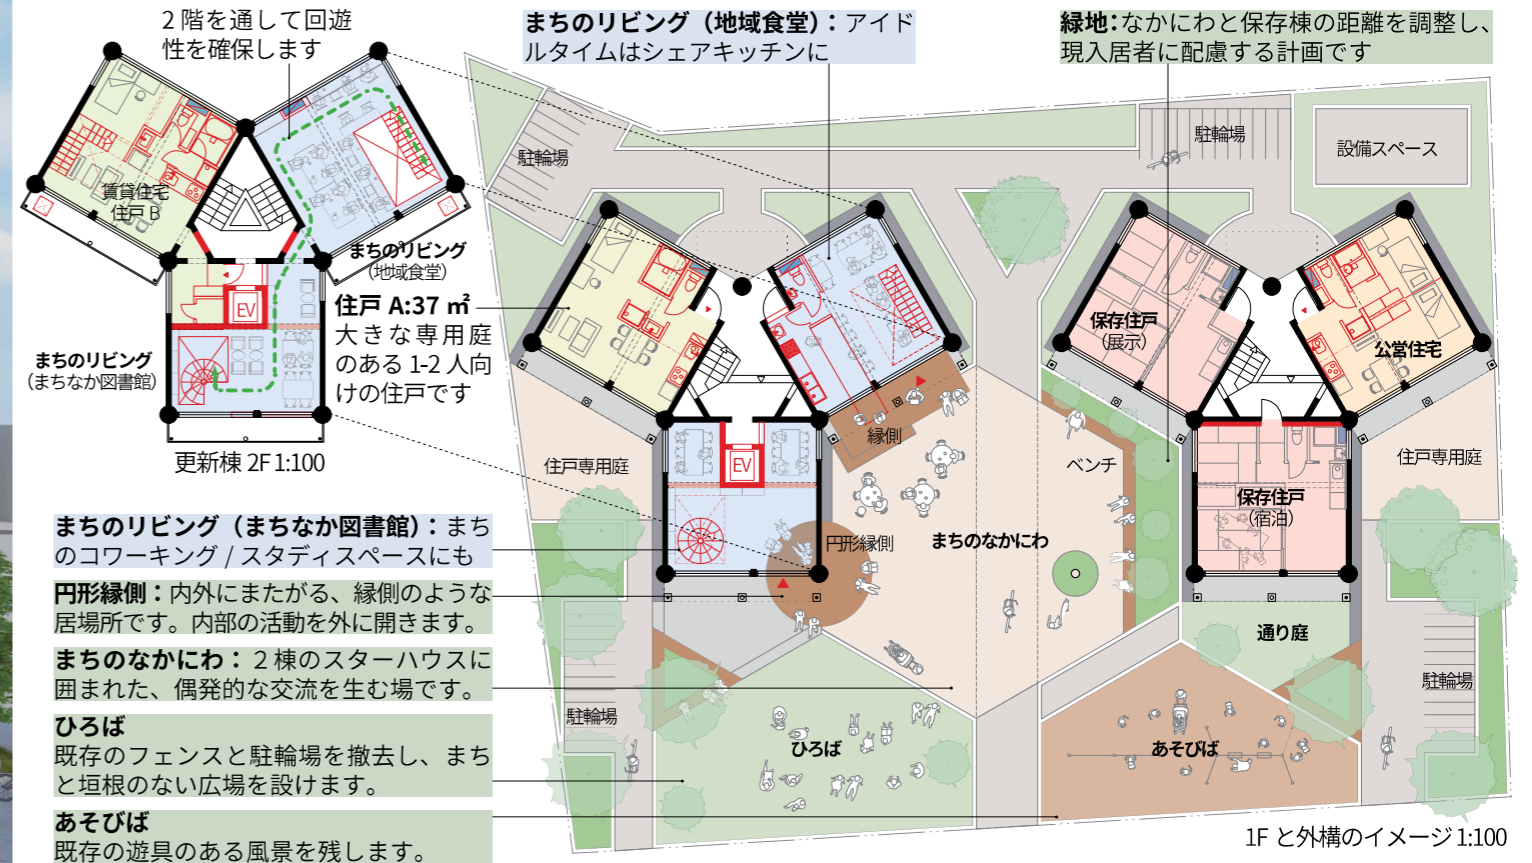 2 階を通して回遊
性を確保します
まちのリビング（地域食堂）：アイド
ルタイムはシェアキッチンに
緑地：なかにわと保存棟の距離を調整し、
現入居者に配慮する計画です
賃貸住宅
住戸 B
まちのリビング
（地域食堂）
EV
まちのリビング
（まちなか図書館）
更新棟 2F 1:100
住戸 A:37 ㎡
大きな専用庭
のある 1-2 人向
けの住戸です
まちのリビング（まちなか図書館）：まち
のコワーキング / スタディスペースにも
円形縁側：内外にまたがる、縁側のような
居場所です。内部の活動を外に開きます。
まちのなかにわ：２棟のスターハウスに
囲まれた、偶発的な交流を生む場です。
ひろば
既存のフェンスと駐輪場を撤去し、まち
と垣根のない広場を設けます。
あそびば
既存の遊具のある風景を残します。
駐輪場
駐輪場
設備スペース
保存住戸
（展示）
公営住宅
縁側
ベンチ
住戸専用庭
住戸専用庭
EV
保存住戸
（宿泊）
円形縁側
まちのなかにわ
通り庭
駐輪場
駐輪場
ひろば
あそびば
1F と外構のイメージ 1:100